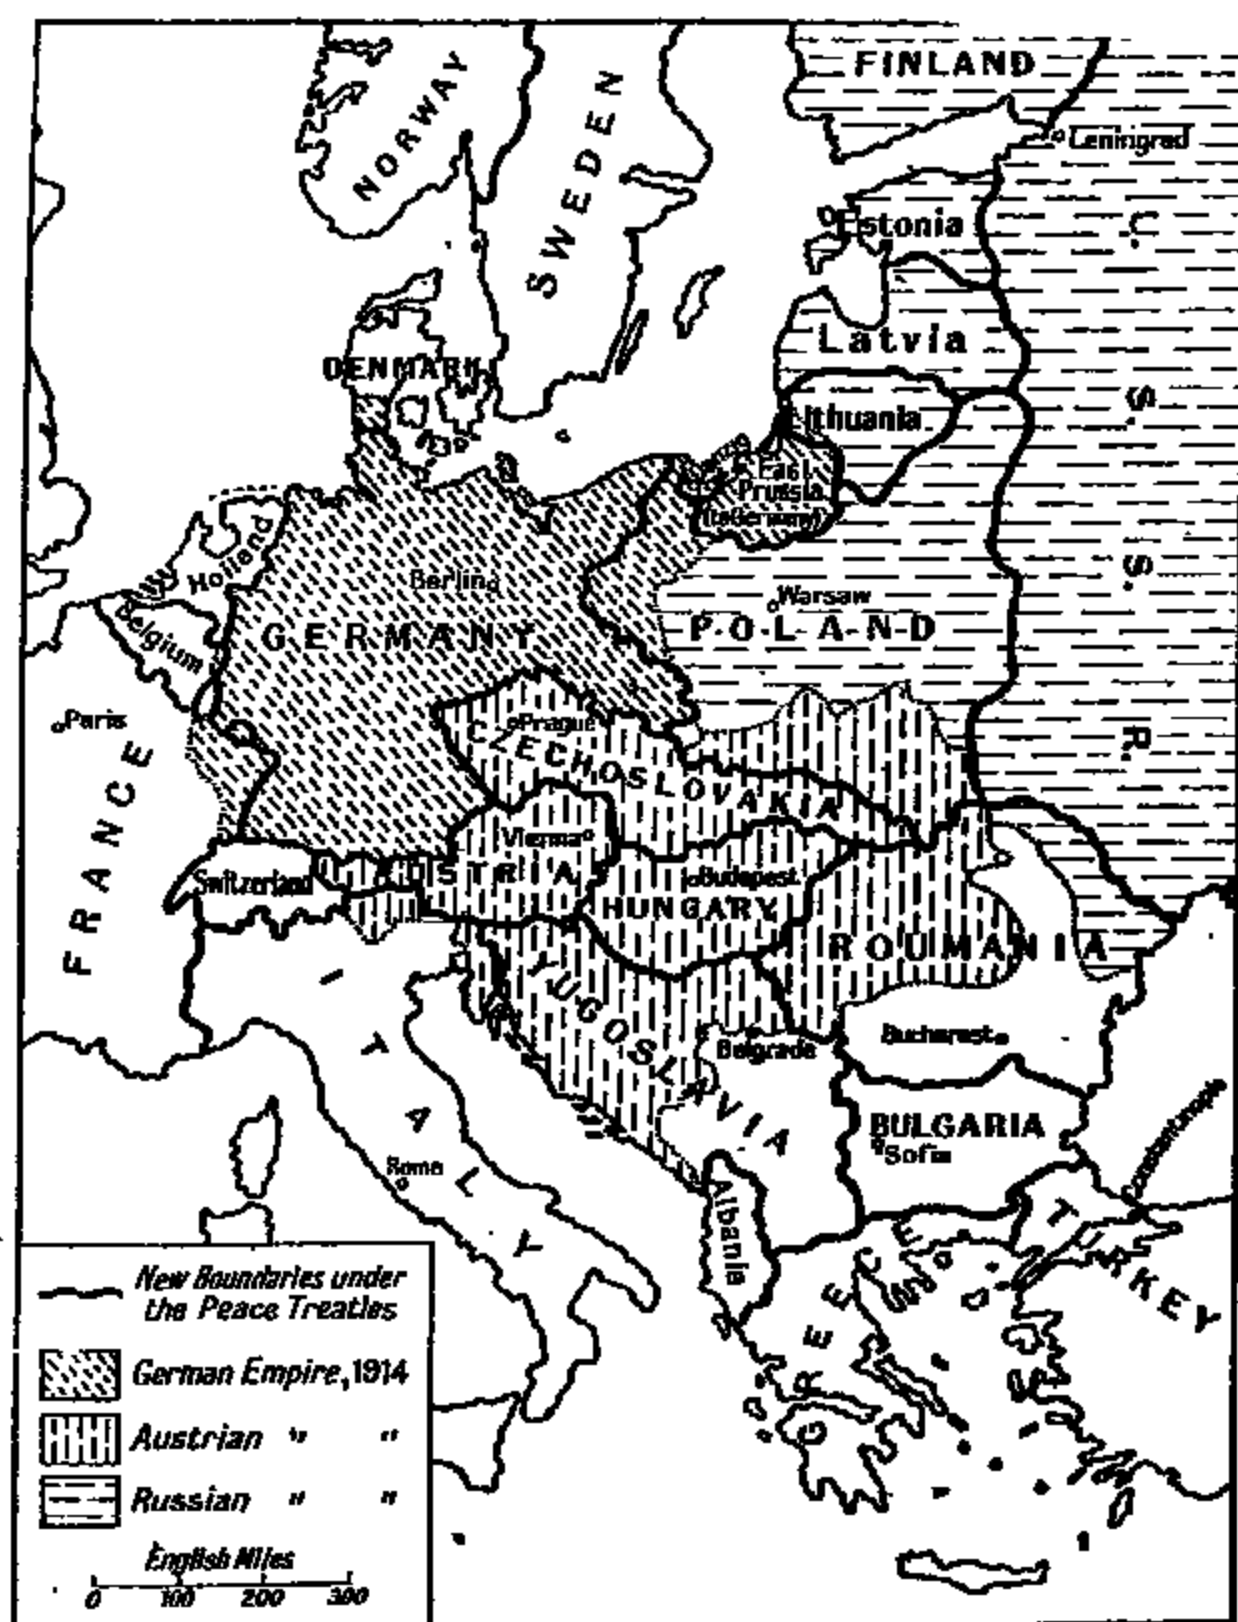 FINLAND
NORWAY
SWEDEN
Leningrad
Estonia
U.
Latvia
DENMARK
S.
Lithuania
East
Prussia
(to Germany)
Holland
S.
Berlin
Warsaw
Belgium
GERMANY
P-O-L-A-N-D
Paris
Prague
R.
CZECHOSLOVAKIA
FRANCE
Vienna
Switzerland
AUSTRIA
Budapest
HUNGARY
ROUMANIA
ITALY
YUGOSLAVIA
Bucharest
Belgrade
BULGARIA
Sofia
Constantinople
Roma
Albania
TURKEY
GREECE
New Boundaries under
the Peace Treaties
German Empire, 1914
Austrian " "
Russian " "
English Miles
0 100 200 300